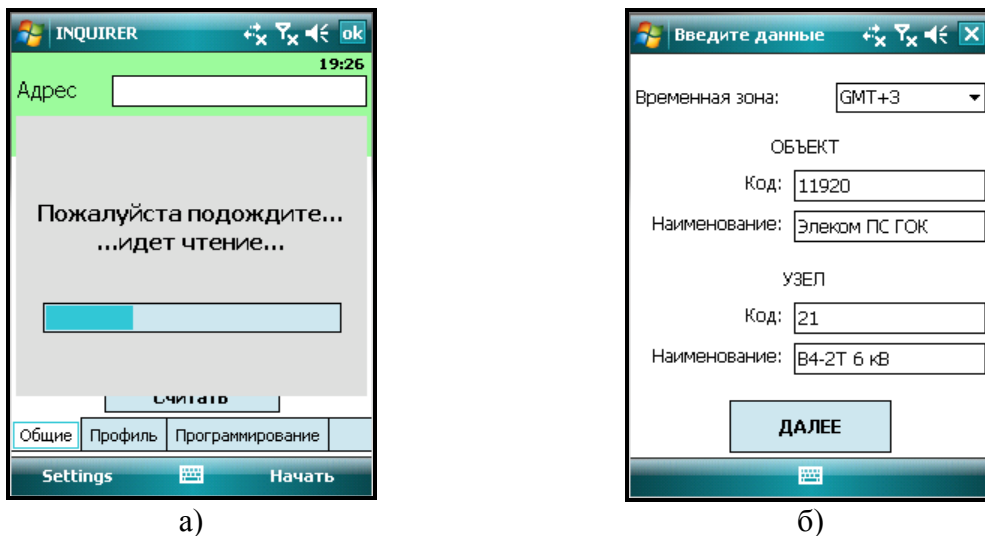 INQUIRER
ok
19:26
Адрес
Пожалуйста подождите...
...идет чтение...
Считать
Общие Профиль Программирование
Settings Начать
а)
Введите данные
Временная зона: GMT+3
ОБЪЕКТ
Код: 11920
Наименование: Элеком ПС ГОК
УЗЕЛ
Код: 21
Наименование: В4-2Т 6 кВ
ДАЛЕЕ
б)